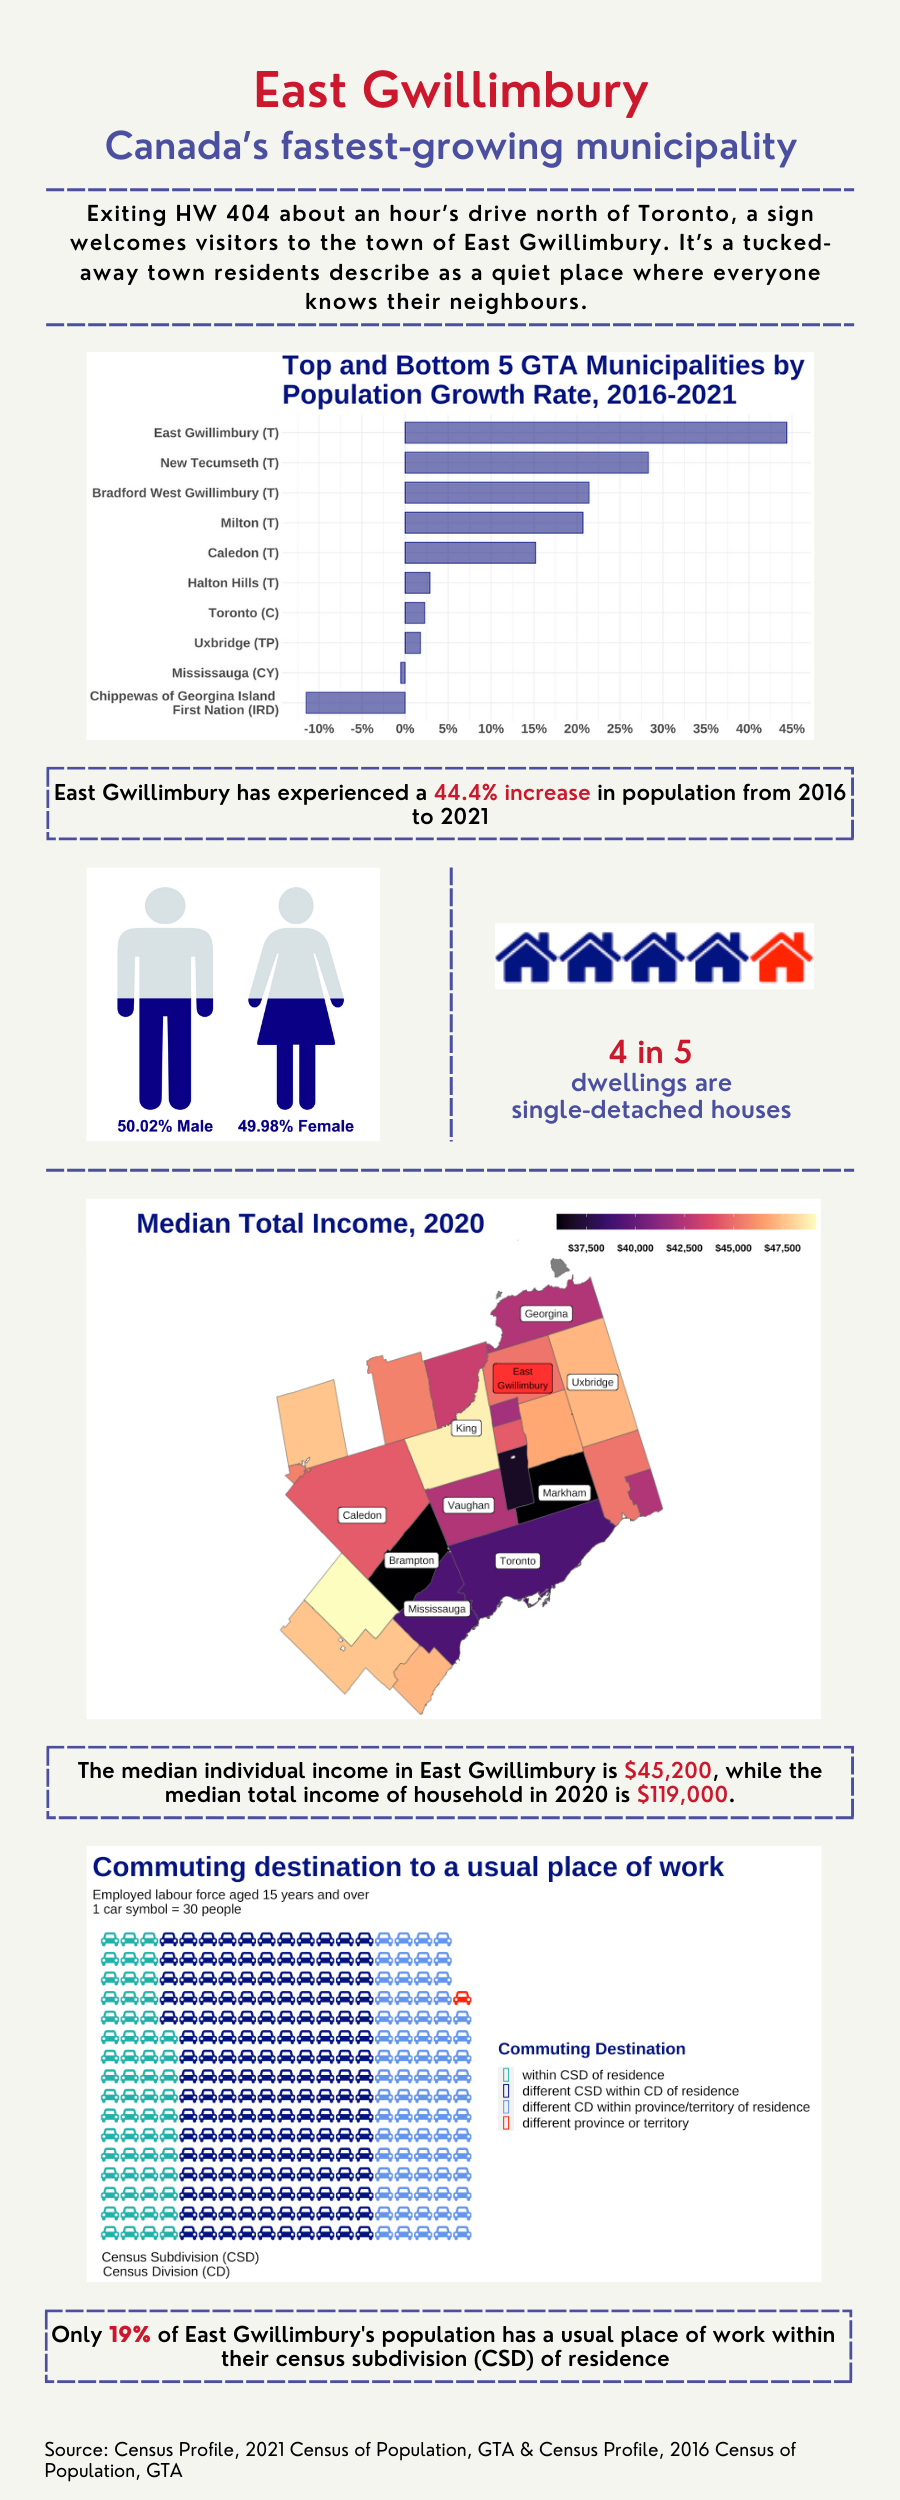 East Gwillimbury
Canada's fastest-growing municipality
Exiting HW 404 about an hour's drive north of Toronto, a sign
welcomes visitors to the town of East Gwillimbury. It's a tucked-
away town residents describe as a quiet place where everyone
knows their neighbours.
Top and Bottom 5 GTA Municipalities by
Population Growth Rate, 2016-2021
East Gwillimbury (T)
New Tecumseth (T)
Bradford West Gwillimbury (T)
Milton (T)
Caledon (T)
Halton Hills (T)
Toronto (C)
Uxbridge (TP)
Mississauga (CY)
Chippewas of Georgina Island
First Nation (IRD)
-10% -5% 0% 5% 10% 15% 20% 25% 30% 35% 40% 45%
East Gwillimbury has experienced a 44.4% increase in population from 2016
to 2021
50.02% Male 49.98% Female
4 in 5
dwellings are
single-detached houses
Median Total Income, 2020
$37,500 $40,000 $42,500 $45,000 $47,500
Georgina
East
Gwillimbury
Uxbridge
King
Markham
Vaughan
Caledon
Brampton
Toronto
Mississauga
The median individual income in East Gwillimbury is $45,200, while the
median total income of household in 2020 is $119,000.
Commuting destination to a usual place of work
Employed labour force aged 15 years and over
1 car symbol = 30 people
Commuting Destination
within CSD of residence
different CSD within CD of residence
different CD within province/territory of residence
different province or territory
Census Subdivision (CSD)
Census Division (CD)
Only 19% of East Gwillimbury's population has a usual place of work within
their census subdivision (CSD) of residence
Source: Census Profile, 2021 Census of Population, GTA & Census Profile, 2016 Census of
Population, GTA